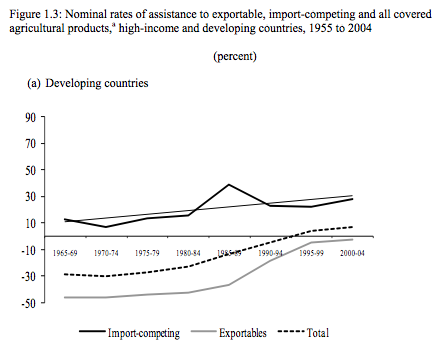 Figure 1.3: Nominal rates of assistance to exportable, import-competing and all covered
agricultural products,a high-income and developing countries, 1955 to 2004
(percent)
(a) Developing countries
90
70
50
30
10
-10
-30
-50
1965-69 1970-74 1975-79 1980-84 1985-89 1990-94 1995-99 2000-04
Import-competing Exportables Total